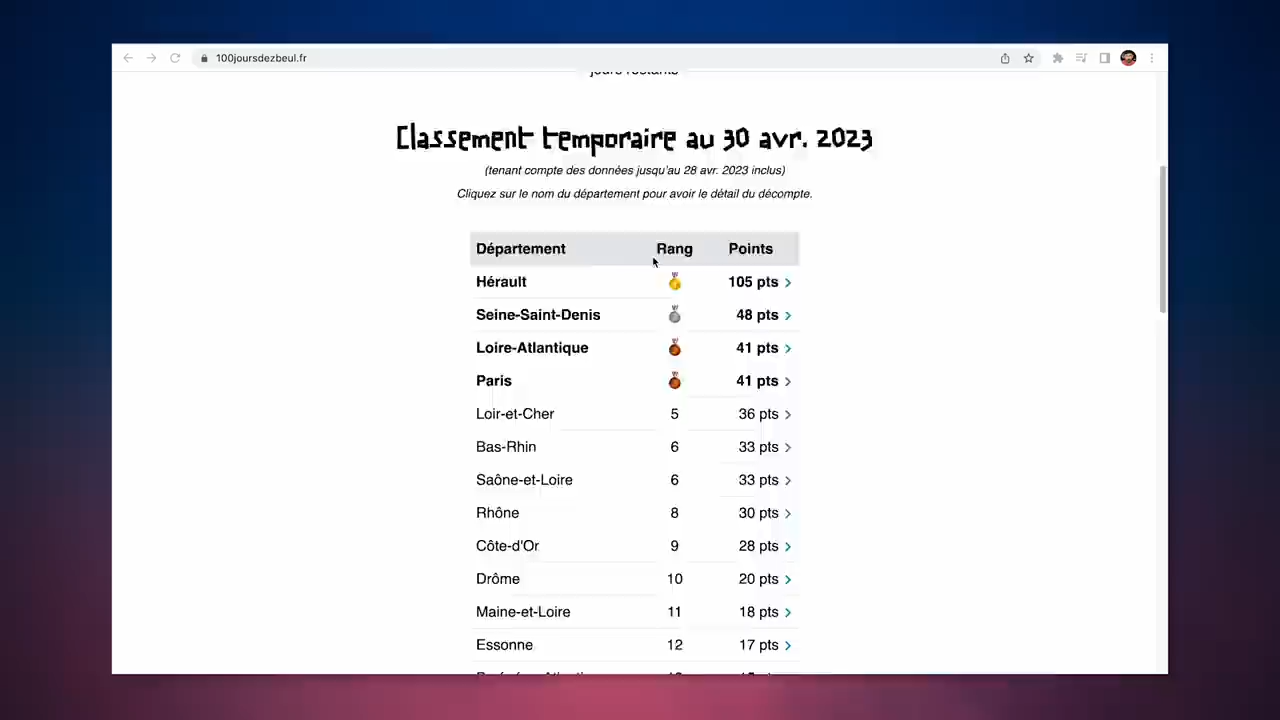 100joursdezbeul.fr
jours restants
Classement temporaire au 30 avr. 2023
(tenant compte des données jusqu'au 28 avr. 2023 inclus)
Cliquez sur le nom du département pour avoir le détail du décompte.
Département Rang Points
Hérault 105 pts
Seine-Saint-Denis 48 pts
Loire-Atlantique 41 pts
Paris 41 pts
Loir-et-Cher 5 36 pts
Bas-Rhin 6 33 pts
Saône-et-Loire 6 33 pts
Rhône 8 30 pts
Côte-d'Or 9 28 pts
Drôme 10 20 pts
Maine-et-Loire 11 18 pts
Essonne 12 17 pts